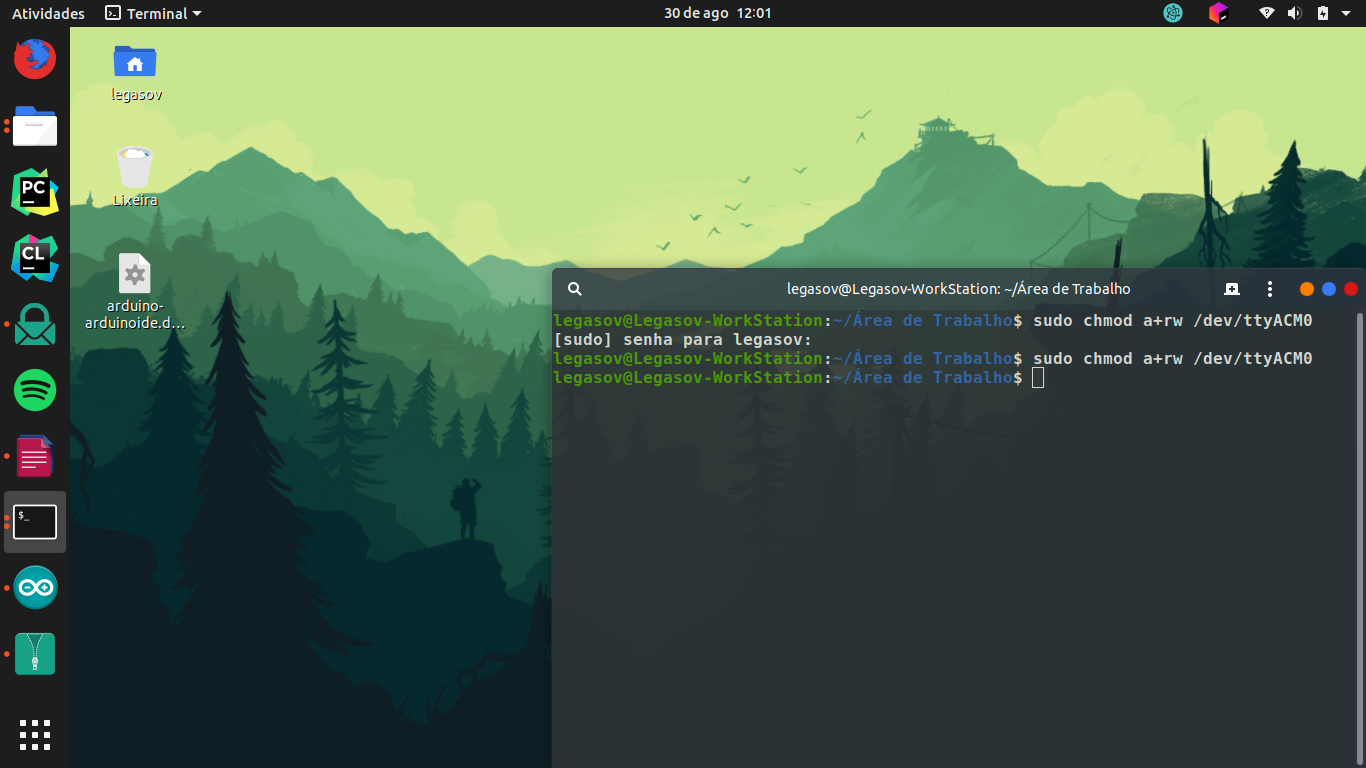 Atividades
Terminal
30 de ago 12:01
legasov
Lixeira
arduino-
arduinoide.d…
PC
CL
$_
legasov@Legasov-WorkStation: ~/Área de Trabalho
legasov@Legasov-WorkStation:~/Área de Trabalho$ sudo chmod a+rw /dev/ttyACM0
[sudo] senha para legasov:
legasov@Legasov-WorkStation:~/Área de Trabalho$ sudo chmod a+rw /dev/ttyACM0
legasov@Legasov-WorkStation:~/Área de Trabalho$